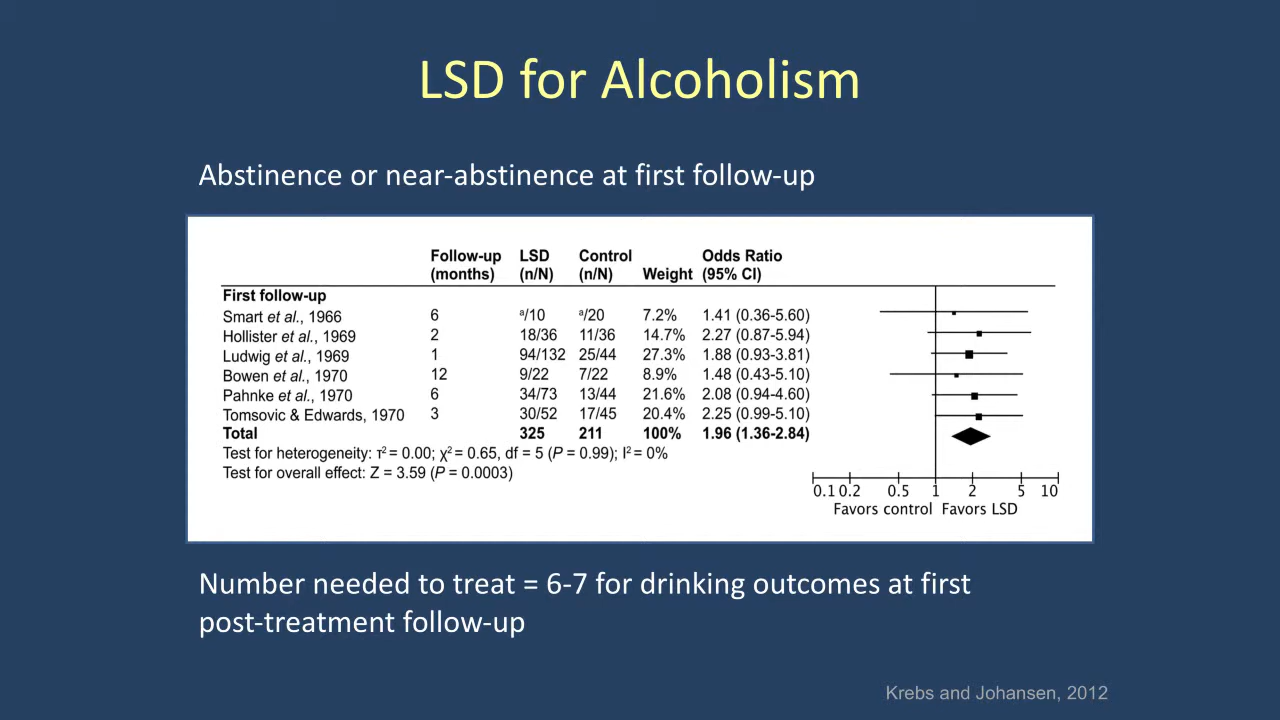 LSD for Alcoholism
Abstinence or near-abstinence at first follow-up
Follow-up LSD Control Odds Ratio
(months) (n/N) (n/N) Weight (95% CI)
First follow-up
Smart et al., 1966 6 ᵃ/10 ᵃ/20 7.2% 1.41 (0.36-5.60)
Hollister et al., 1969 2 18/36 11/36 14.7% 2.27 (0.87-5.94)
Ludwig et al., 1969 1 94/132 25/44 27.3% 1.88 (0.93-3.81)
Bowen et al., 1970 12 9/22 7/22 8.9% 1.48 (0.43-5.10)
Pahnke et al., 1970 6 34/73 13/44 21.6% 2.08 (0.94-4.60)
Tomsovic & Edwards, 1970 3 30/52 17/45 20.4% 2.25 (0.99-5.10)
Total 325 211 100% 1.96 (1.36-2.84)
Test for heterogeneity: τ² = 0.00; χ² = 0.65, df = 5 (P = 0.99); I² = 0%
Test for overall effect: Z = 3.59 (P = 0.0003)
0.1 0.2 0.5 1 2 5 10
Favors control Favors LSD
Number needed to treat = 6-7 for drinking outcomes at first
post-treatment follow-up
Krebs and Johansen, 2012